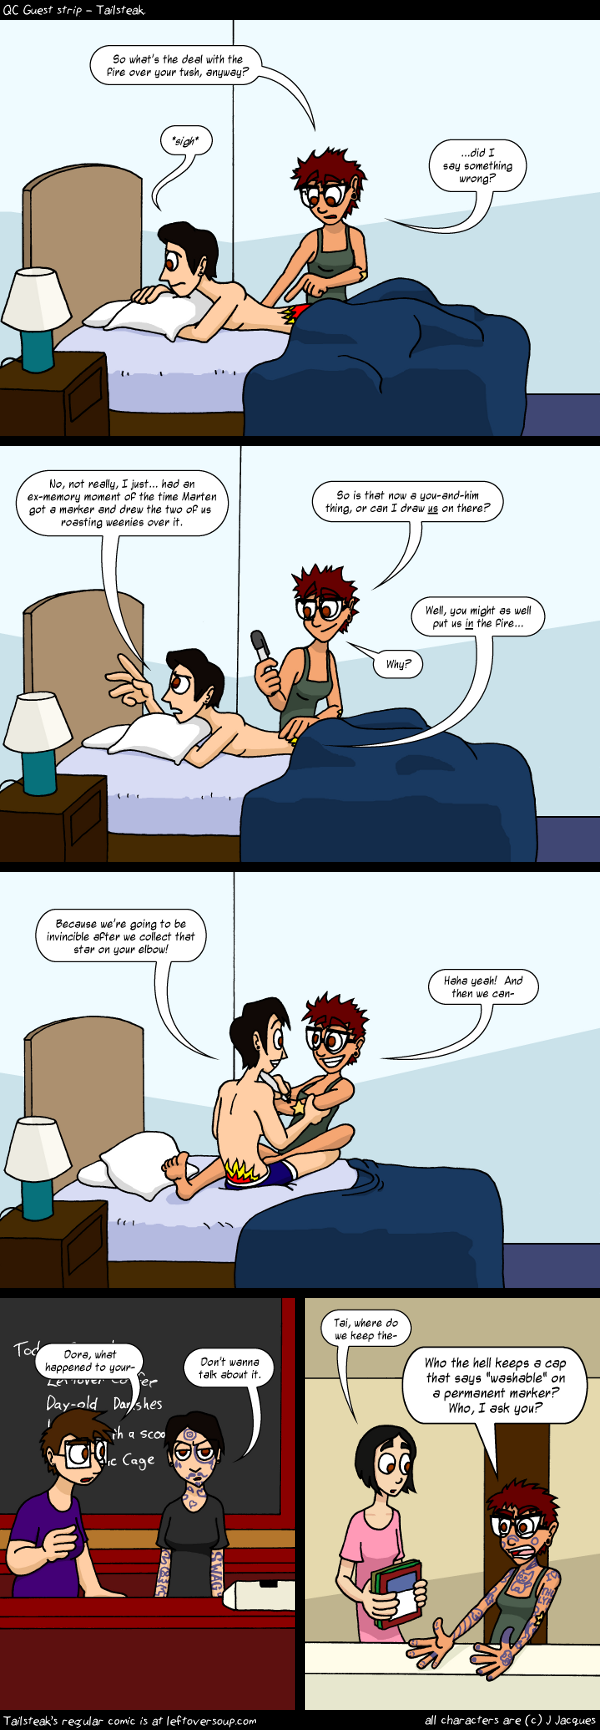 QC Guest strip - Tailsteak
So what's the deal with the
fire over your tush, anyway?
*sigh*
...did I
say something
wrong?
No, not really, I just... had an
ex-memory moment of the time Marten
got a marker and drew the two of us
roasting weenies over it.
So is that now a you-and-him
thing, or can I draw us on there?
Well, you might as well
put us in the fire...
Why?
Because we're going to be
invincible after we collect that
star on your elbow!
Haha yeah! And
then we can-
Dora, what
happened to your-
Don't wanna
talk about it.
Day-old Danishes
h a scoo
c Cage
SWAG
Tai, where do
we keep the-
Who the hell keeps a cap
that says "washable" on
a permanent marker?
Who, I ask you?
Tailsteak's regular comic is at leftoversoup.com
all characters are (c) J Jacques